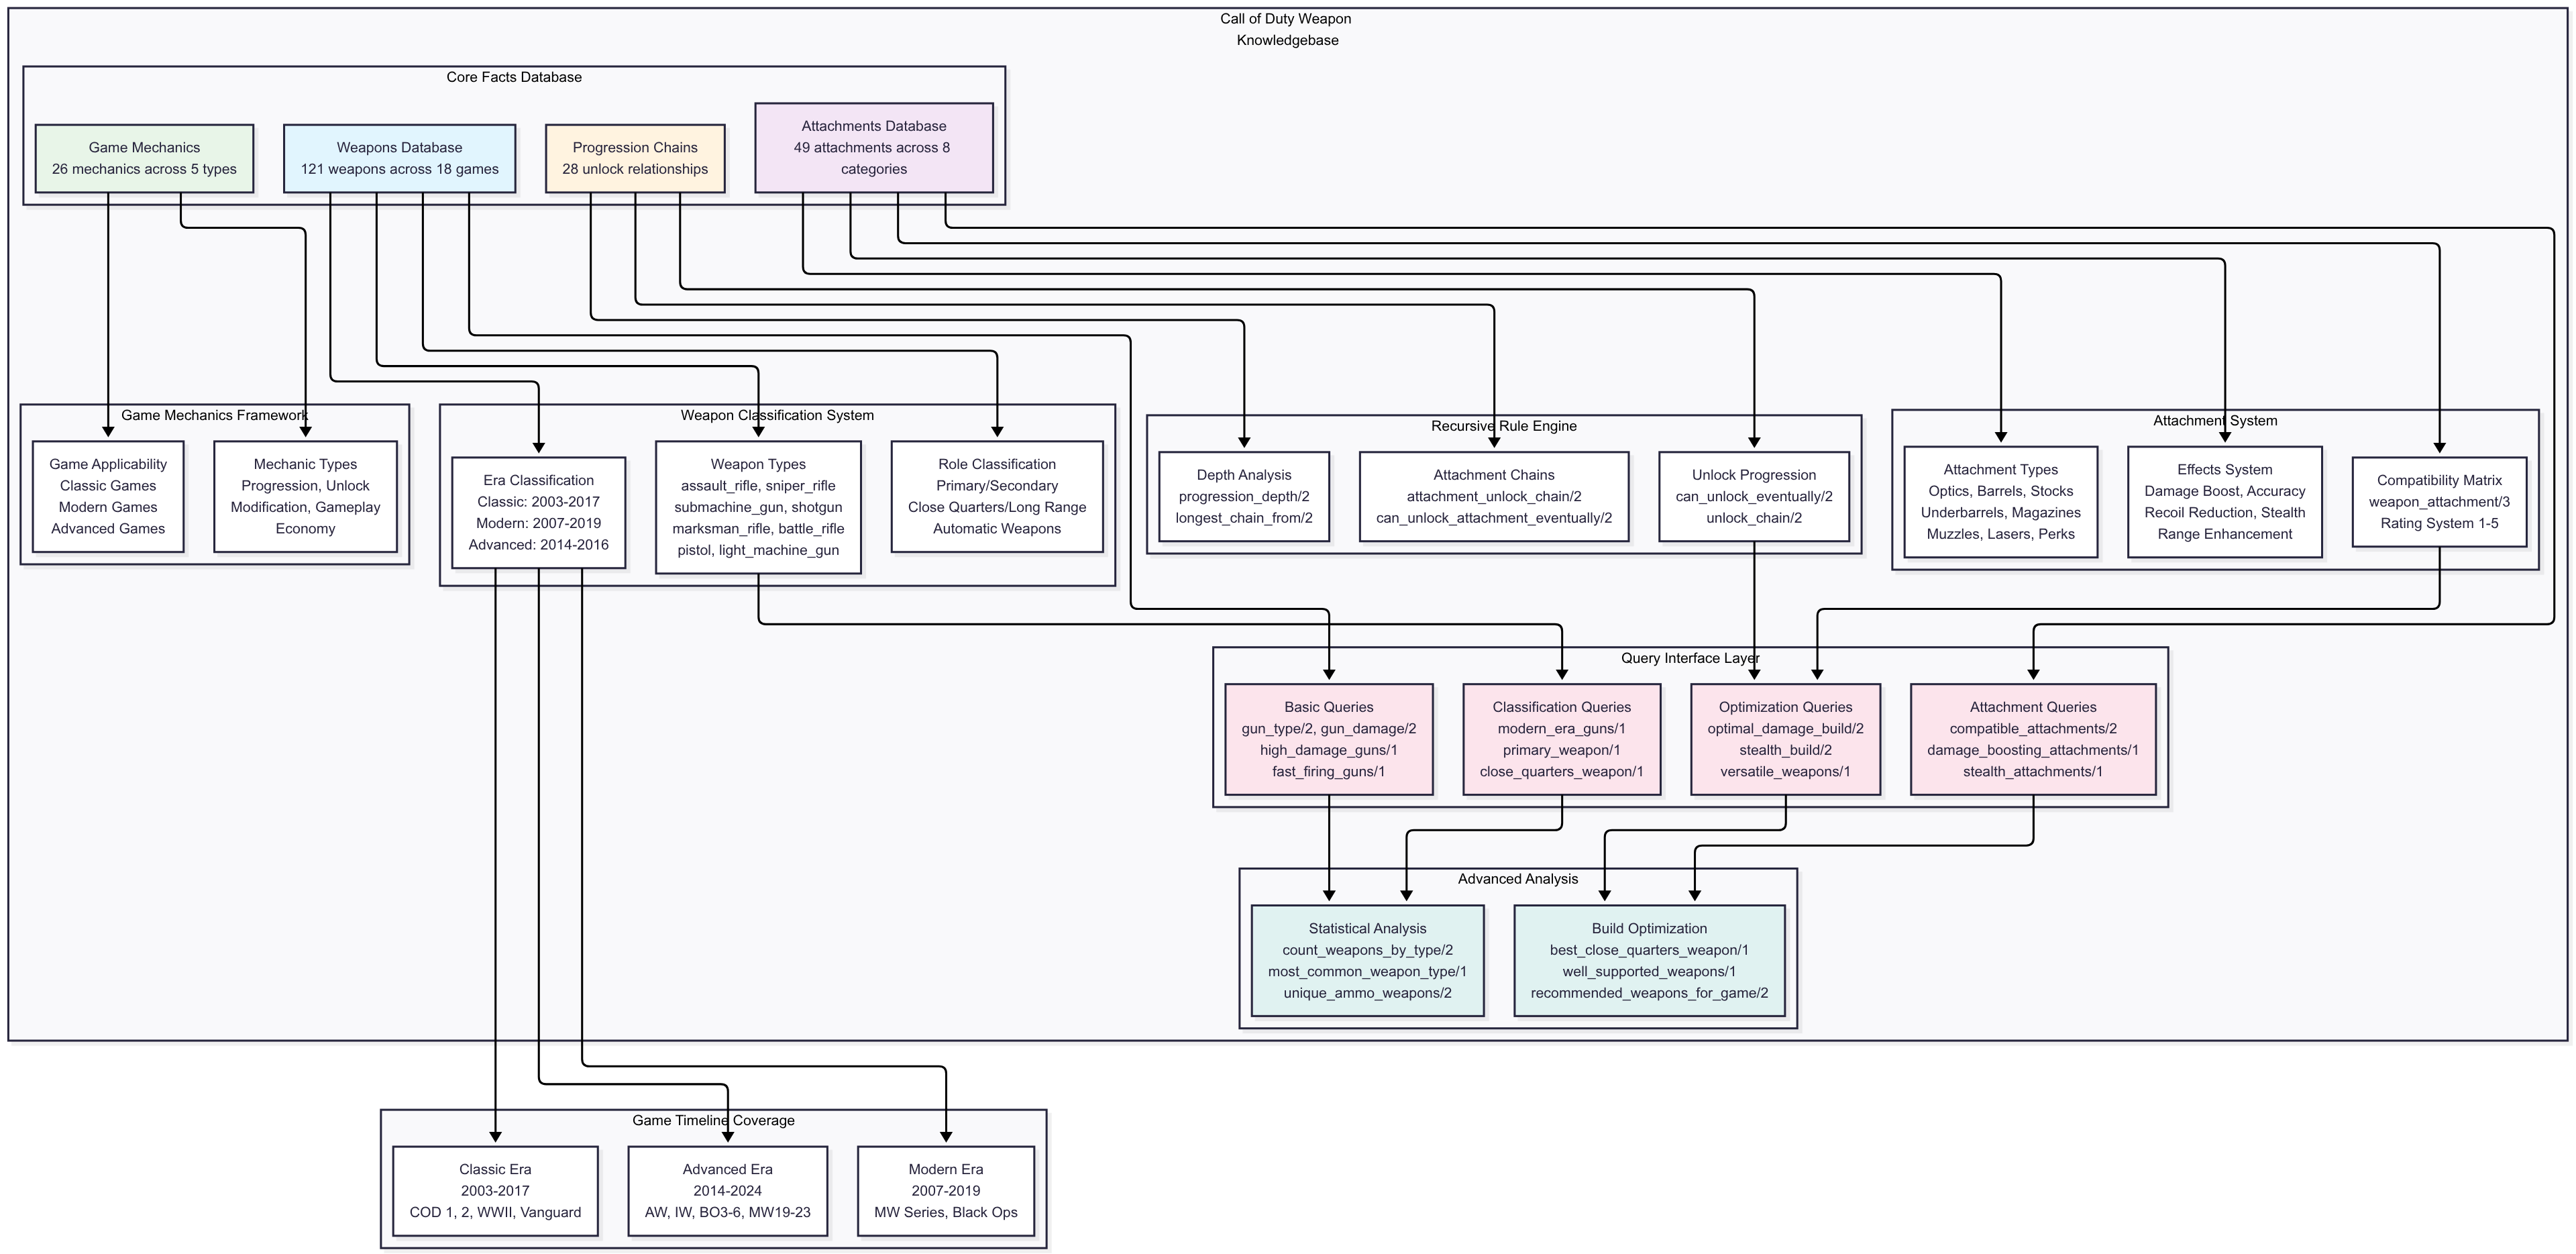 Call of Duty Weapon
Knowledgebase
Core Facts Database
Game Mechanics
26 mechanics across 5 types
Weapons Database
121 weapons across 18 games
Progression Chains
28 unlock relationships
Attachments Database
49 attachments across 8
categories
Game Mechanics Framework
Game Applicability
Classic Games
Modern Games
Advanced Games
Mechanic Types
Progression, Unlock
Modification, Gameplay
Economy
Weapon Classification System
Era Classification
Classic: 2003-2017
Modern: 2007-2019
Advanced: 2014-2016
Weapon Types
assault_rifle, sniper_rifle
submachine_gun, shotgun
marksman_rifle, battle_rifle
pistol, light_machine_gun
Role Classification
Primary/Secondary
Close Quarters/Long Range
Automatic Weapons
Recursive Rule Engine
Depth Analysis
progression_depth/2
longest_chain_from/2
Attachment Chains
attachment_unlock_chain/2
can_unlock_attachment_eventually/2
Unlock Progression
can_unlock_eventually/2
unlock_chain/2
Attachment System
Attachment Types
Optics, Barrels, Stocks
Underbarrels, Magazines
Muzzles, Lasers, Perks
Effects System
Damage Boost, Accuracy
Recoil Reduction, Stealth
Range Enhancement
Compatibility Matrix
weapon_attachment/3
Rating System 1-5
Query Interface Layer
Basic Queries
gun_type/2, gun_damage/2
high_damage_guns/1
fast_firing_guns/1
Classification Queries
modern_era_guns/1
primary_weapon/1
close_quarters_weapon/1
Optimization Queries
optimal_damage_build/2
stealth_build/2
versatile_weapons/1
Attachment Queries
compatible_attachments/2
damage_boosting_attachments/1
stealth_attachments/1
Advanced Analysis
Statistical Analysis
count_weapons_by_type/2
most_common_weapon_type/1
unique_ammo_weapons/2
Build Optimization
best_close_quarters_weapon/1
well_supported_weapons/1
recommended_weapons_for_game/2
Game Timeline Coverage
Classic Era
2003-2017
COD 1, 2, WWII, Vanguard
Advanced Era
2014-2024
AW, IW, BO3-6, MW19-23
Modern Era
2007-2019
MW Series, Black Ops